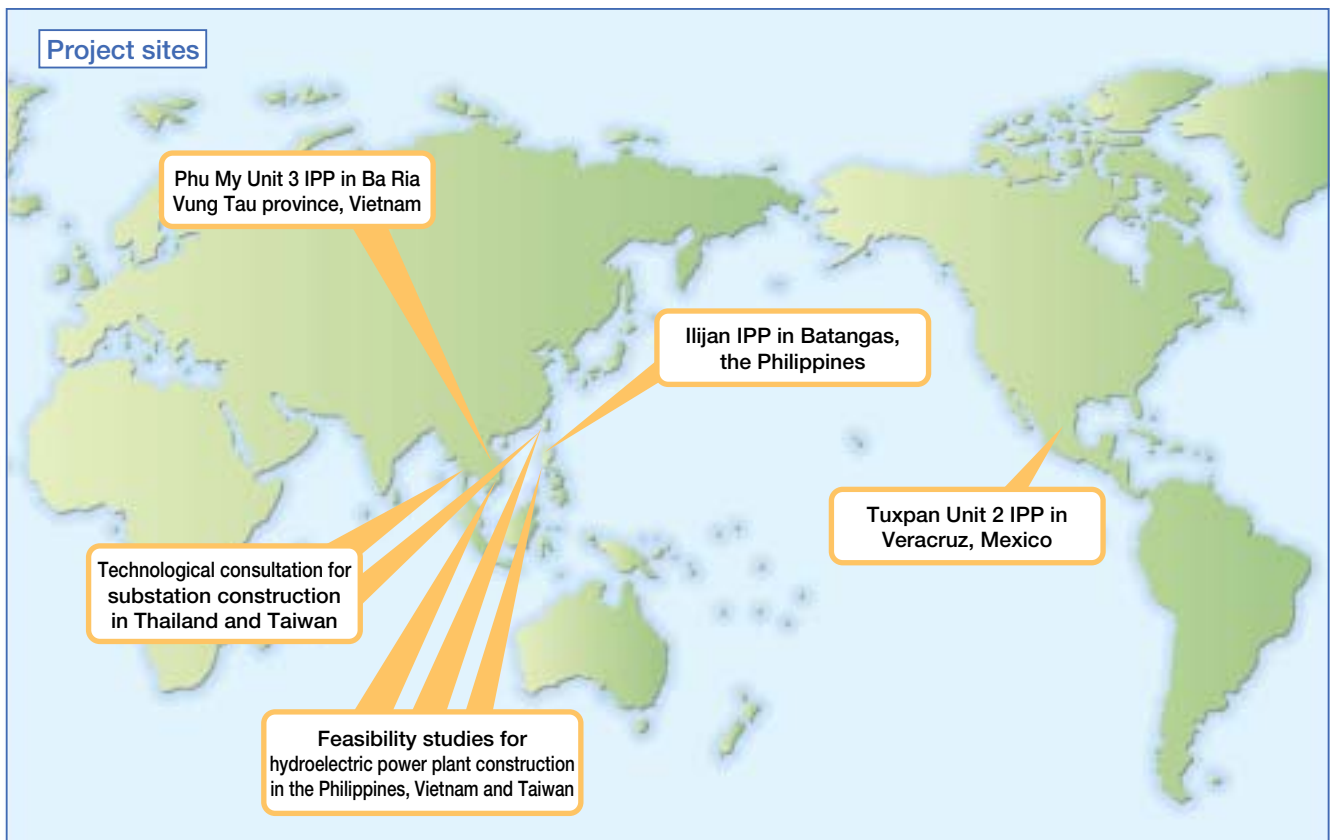 Project sites
Phu My Unit 3 IPP in Ba Ria
Vung Tau province, Vietnam
Ilijan IPP in Batangas,
the Philippines
Tuxpan Unit 2 IPP in
Veracruz, Mexico
Technological consultation for
substation construction
in Thailand and Taiwan
Feasibility studies for
hydroelectric power plant construction
in the Philippines, Vietnam and Taiwan